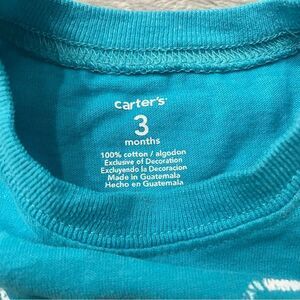 carter's
3
months
100% cotton / algodon
Exclusive of Decoration
Excluyendo la Decoracion
Made in Guatemala
Hecho en Guatemala